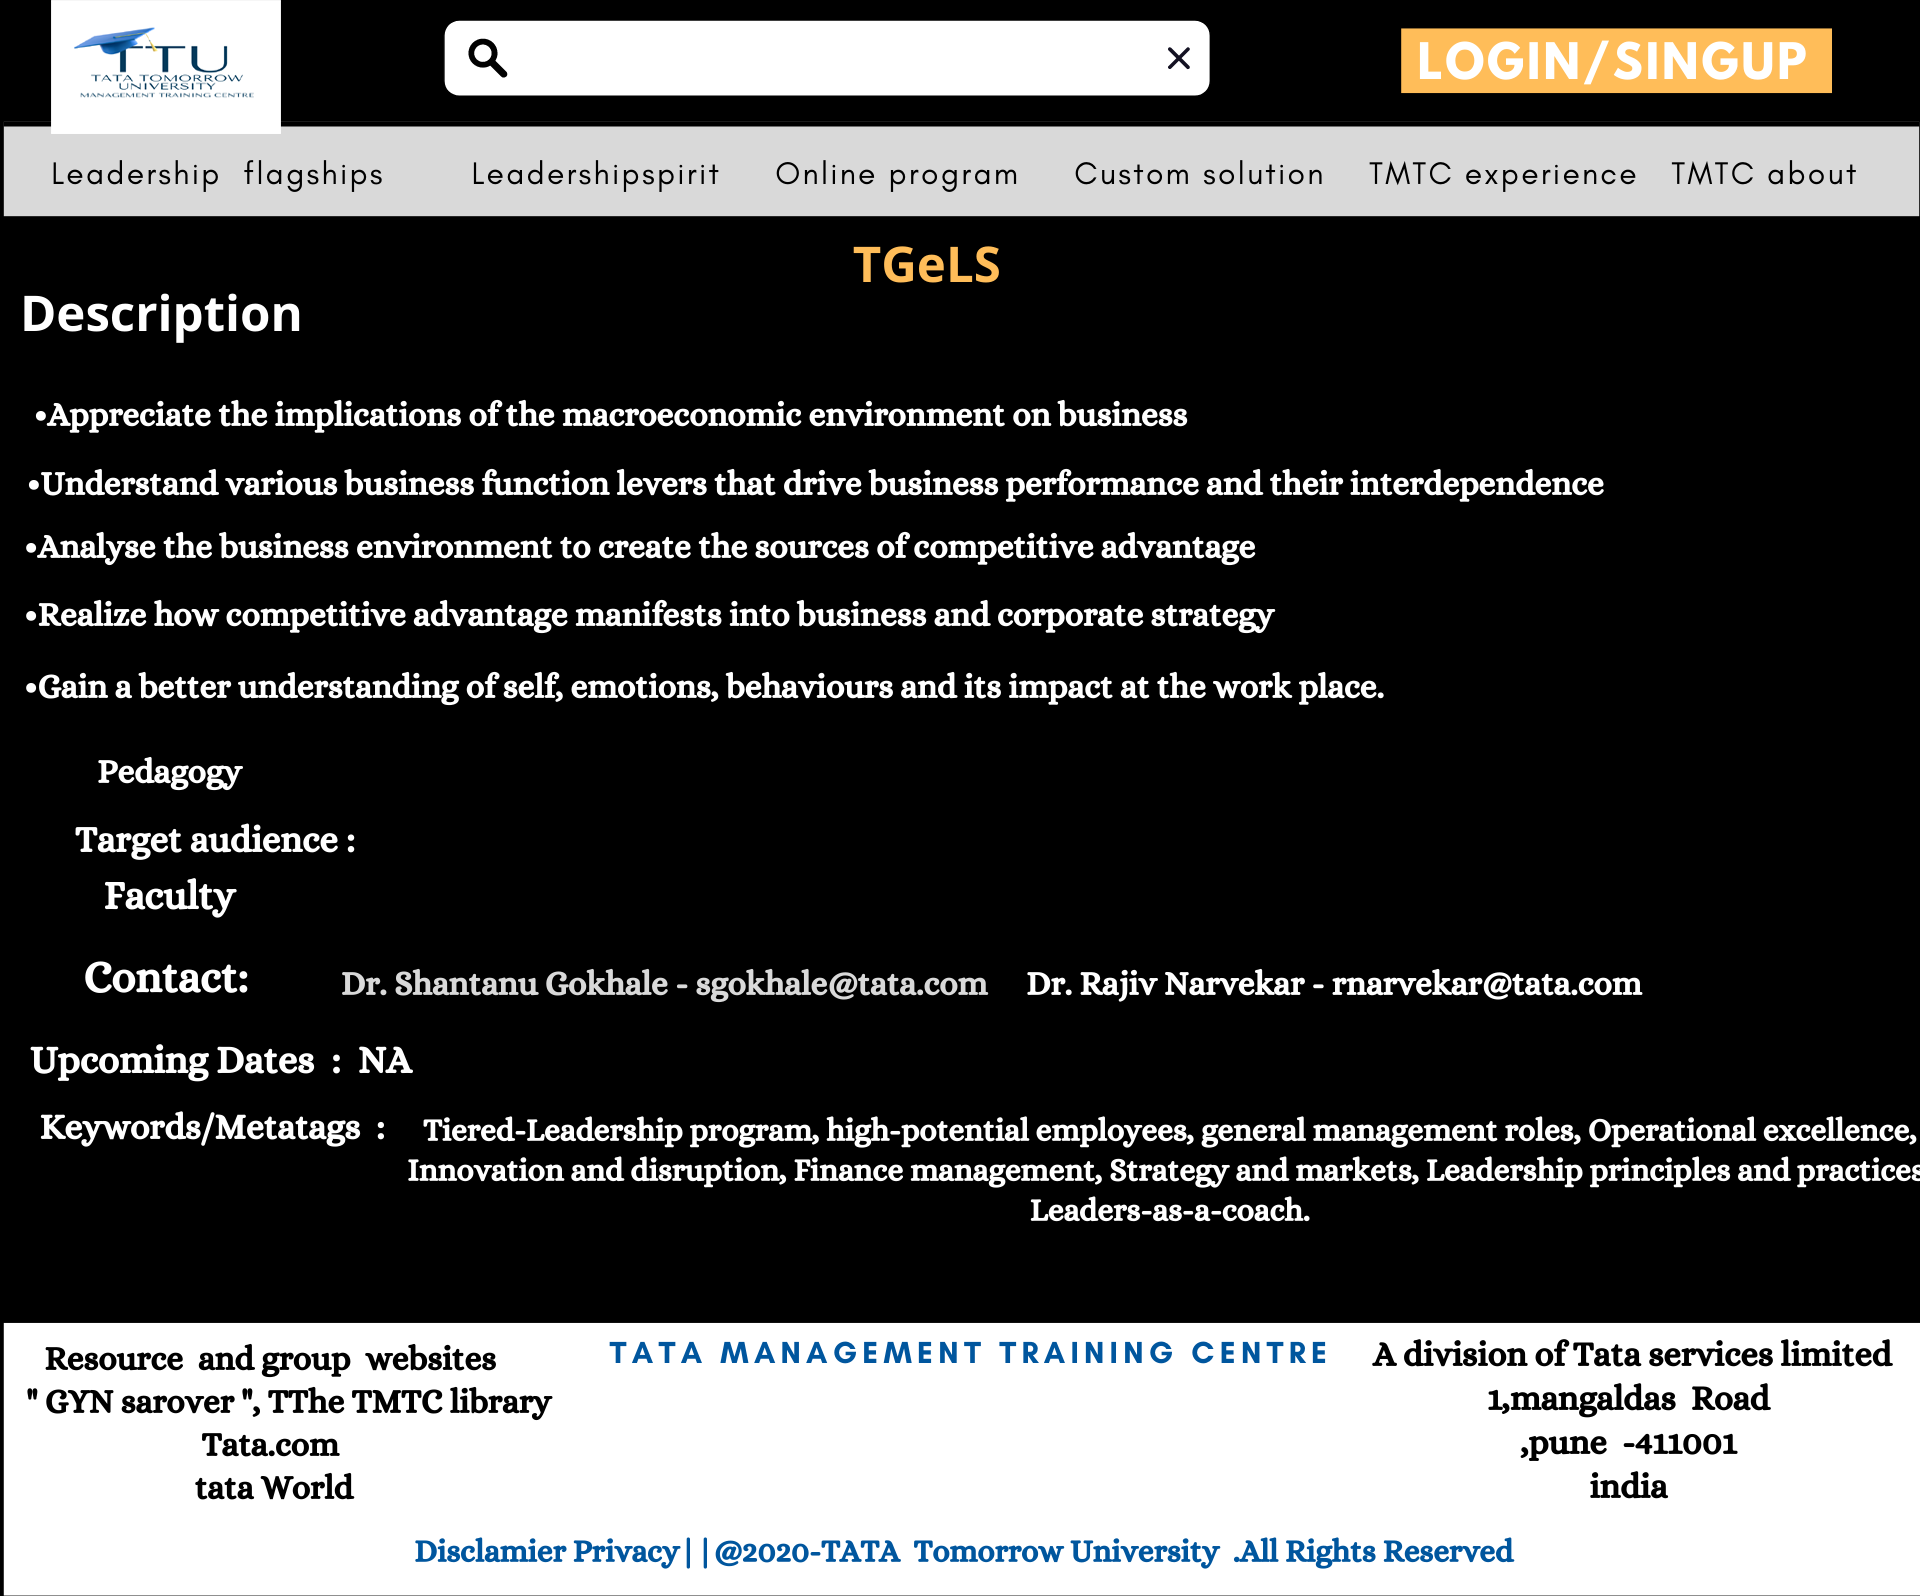 TTU
TATA TOMORROW
UNIVERSITY
MANAGEMENT TRAINING CENTRE
LOGIN/SINGUP
Leadership flagships Leadershipspirit Online program Custom solution TMTC experience TMTC about
TGeLS
Description
•Appreciate the implications of the macroeconomic environment on business
•Understand various business function levers that drive business performance and their interdependence
•Analyse the business environment to create the sources of competitive advantage
•Realize how competitive advantage manifests into business and corporate strategy
•Gain a better understanding of self, emotions, behaviours and its impact at the work place.
Pedagogy
Target audience :
Faculty
Contact: Dr. Shantanu Gokhale - sgokhale@tata.com Dr. Rajiv Narvekar - rnarvekar@tata.com
Upcoming Dates : NA
Keywords/Metatags : Tiered-Leadership program, high-potential employees, general management roles, Operational excellence,
Innovation and disruption, Finance management, Strategy and markets, Leadership principles and practices
Leaders-as-a-coach.
Resource and group websites
" GYN sarover ", TThe TMTC library
Tata.com
tata World
TATA MANAGEMENT TRAINING CENTRE
A division of Tata services limited
1,mangaldas Road
,pune -411001
india
Disclamier Privacy| |@2020-TATA Tomorrow University .All Rights Reserved